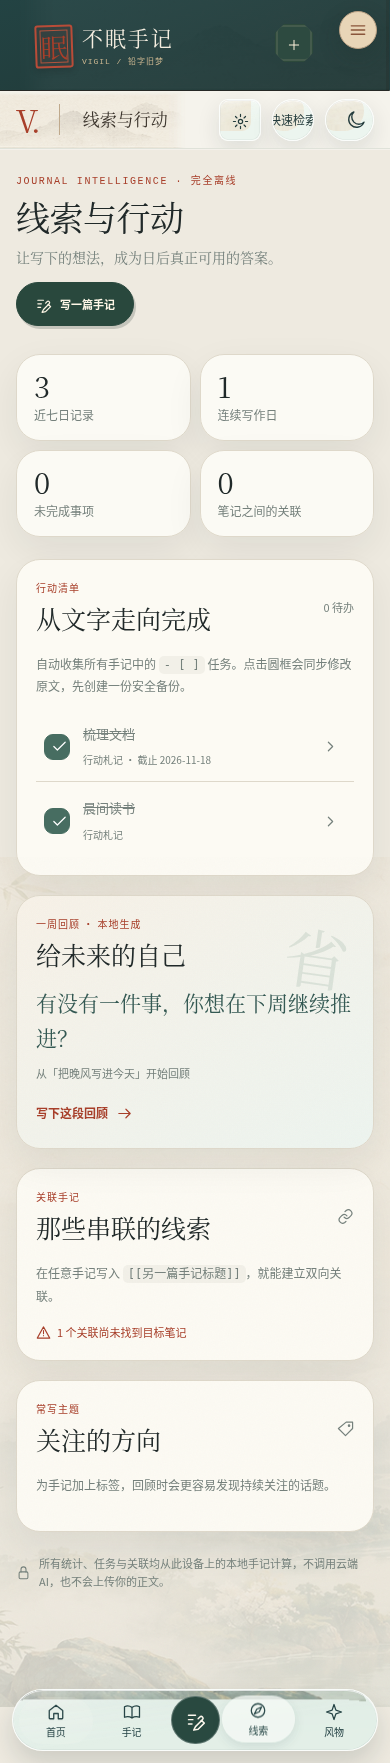 眠
不眠手记
VIGIL / 铅字旧梦
V.
线索与行动
快速检索
JOURNAL INTELLIGENCE · 完全离线
线索与行动
让写下的想法，成为日后真正可用的答案。
写一篇手记
3
近七日记录
1
连续写作日
0
未完成事项
0
笔记之间的关联
行动清单
从文字走向完成
0 待办
自动收集所有手记中的 - [ ] 任务。点击圆框会同步修改
原文，先创建一份安全备份。
梳理文档
行动札记 · 截止 2026-11-18
晨间读书
行动札记
一周回顾 · 本地生成
给未来的自己
省
有没有一件事，你想在下周继续推
进？
从「把晚风写进今天」开始回顾
写下这段回顾
关联手记
那些串联的线索
在任意手记写入 [[另一篇手记标题]]，就能建立双向关
联。
1 个关联尚未找到目标笔记
常写主题
关注的方向
为手记加上标签，回顾时会更容易发现持续关注的话题。
所有统计、任务与关联均从此设备上的本地手记计算，不调用云端
AI，也不会上传你的正文。
首页
手记
线索
风物